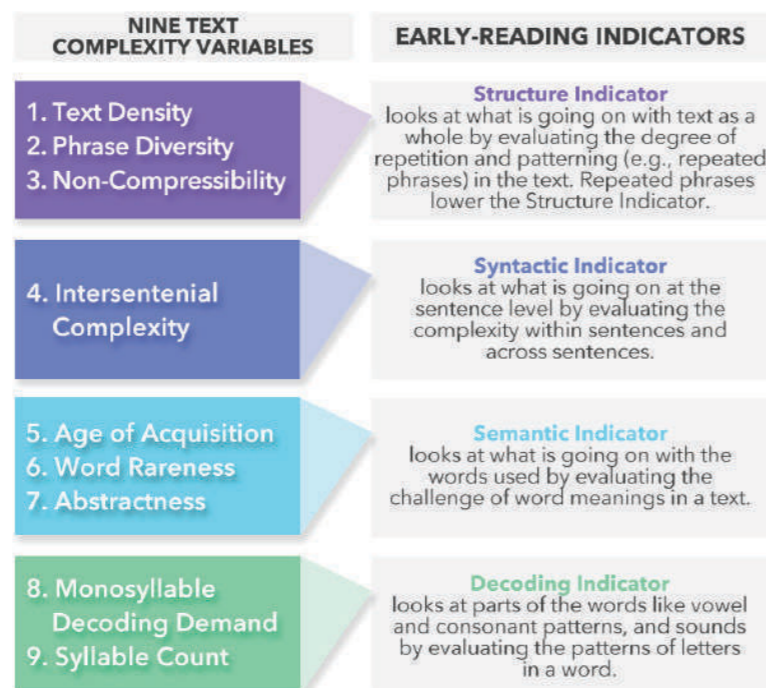 NINE TEXT
COMPLEXITY VARIABLES
EARLY-READING INDICATORS
1. Text Density
2. Phrase Diversity
3. Non-Compressibility
Structure Indicator
looks at what is going on with text as a
whole by evaluating the degree of
repetition and patterning (e.g., repeated
phrases) in the text. Repeated phrases
lower the Structure Indicator.
4. Intersentenial
Complexity
Syntactic Indicator
looks at what is going on at the
sentence level by evaluating the
complexity within sentences and
across sentences.
5. Age of Acquisition
6. Word Rareness
7. Abstractness
Semantic Indicator
looks at what is going on with the
words used by evaluating the
challenge of word meanings in a text.
8. Monosyllable
Decoding Demand
9. Syllable Count
Decoding Indicator
looks at parts of the words like vowel
and consonant patterns, and sounds
by evaluating the patterns of letters
in a word.